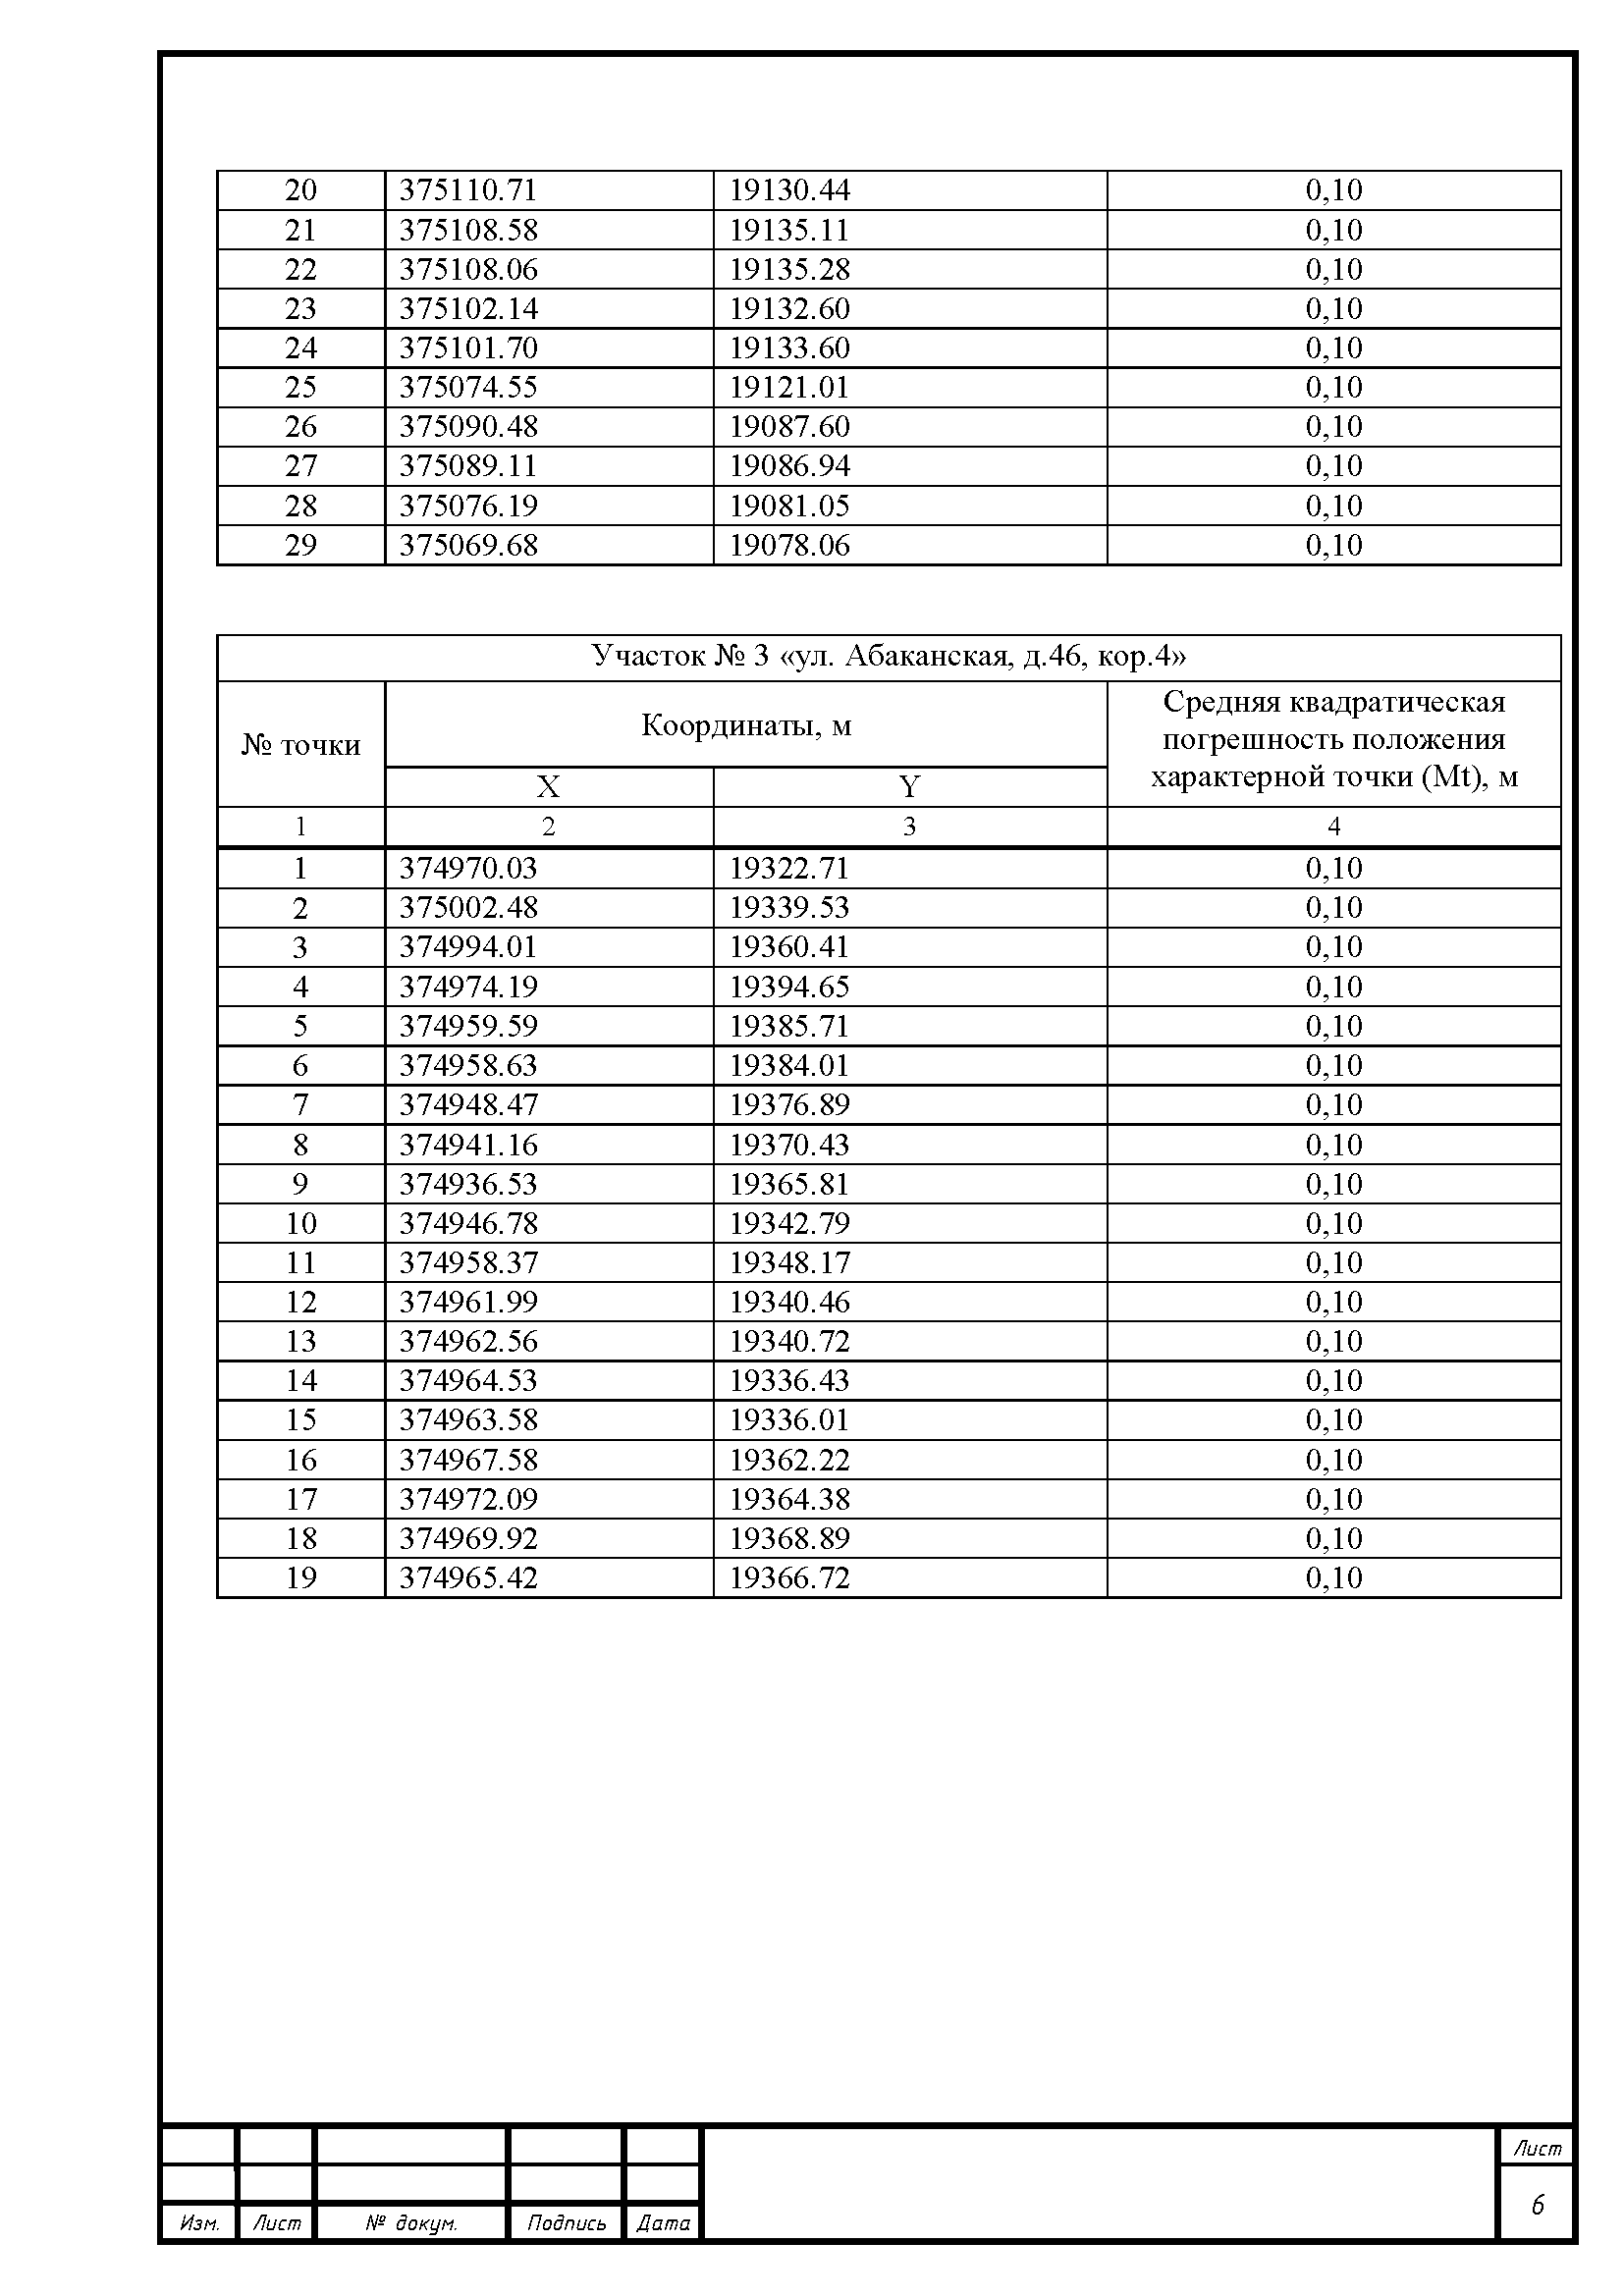 20 375110.71 19130.44 0,10
21 375108.58 19135.11 0,10
22 375108.06 19135.28 0,10
23 375102.14 19132.60 0,10
24 375101.70 19133.60 0,10
25 375074.55 19121.01 0,10
26 375090.48 19087.60 0,10
27 375089.11 19086.94 0,10
28 375076.19 19081.05 0,10
29 375069.68 19078.06 0,10
Участок № 3 «ул. Абаканская, д.46, кор.4»
№ точки
Координаты, м
Средняя квадратическая
погрешность положения
характерной точки (Mt), м
X Y
1 2 3 4
1 374970.03 19322.71 0,10
2 375002.48 19339.53 0,10
3 374994.01 19360.41 0,10
4 374974.19 19394.65 0,10
5 374959.59 19385.71 0,10
6 374958.63 19384.01 0,10
7 374948.47 19376.89 0,10
8 374941.16 19370.43 0,10
9 374936.53 19365.81 0,10
10 374946.78 19342.79 0,10
11 374958.37 19348.17 0,10
12 374961.99 19340.46 0,10
13 374962.56 19340.72 0,10
14 374964.53 19336.43 0,10
15 374963.58 19336.01 0,10
16 374967.58 19362.22 0,10
17 374972.09 19364.38 0,10
18 374969.92 19368.89 0,10
19 374965.42 19366.72 0,10
Лист
6
Изм. Лист № докум. Подпись Дата